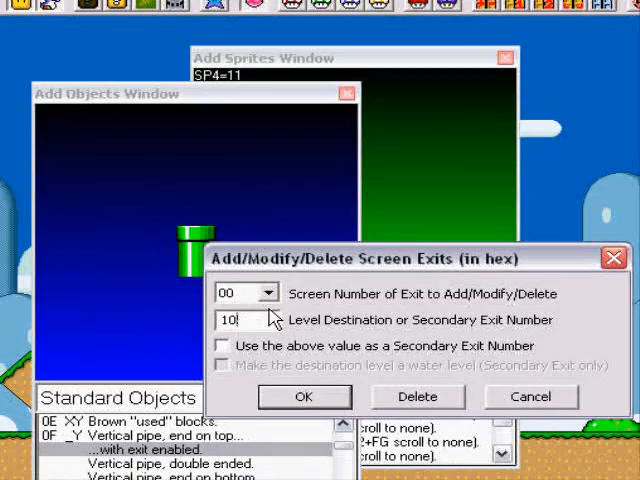 Add Sprites Window
SP4=11
Add Objects Window
Add/Modify/Delete Screen Exits (in hex)
00 Screen Number of Exit to Add/Modify/Delete
10 Level Destination or Secondary Exit Number
Use the above value as a Secondary Exit Number
Make the destination level a water level (Secondary Exit only)
OK Delete Cancel
Standard Objects
0E XY Brown "used" blocks.
0F _Y Vertical pipe, end on top...
...with exit enabled.
Vertical pipe, double ended.
Vertical pipe, end on bottom
croll to none).
2+FG scroll to none).
croll to none).